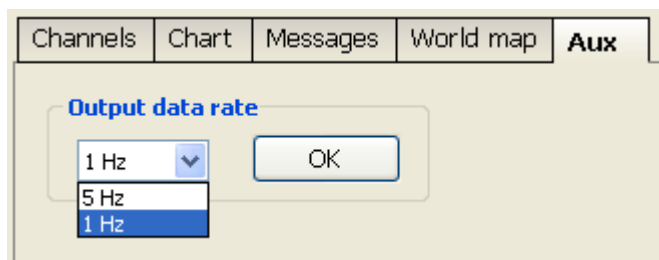 Channels Chart Messages World map Aux
Output data rate
1 Hz OK
5 Hz
1 Hz